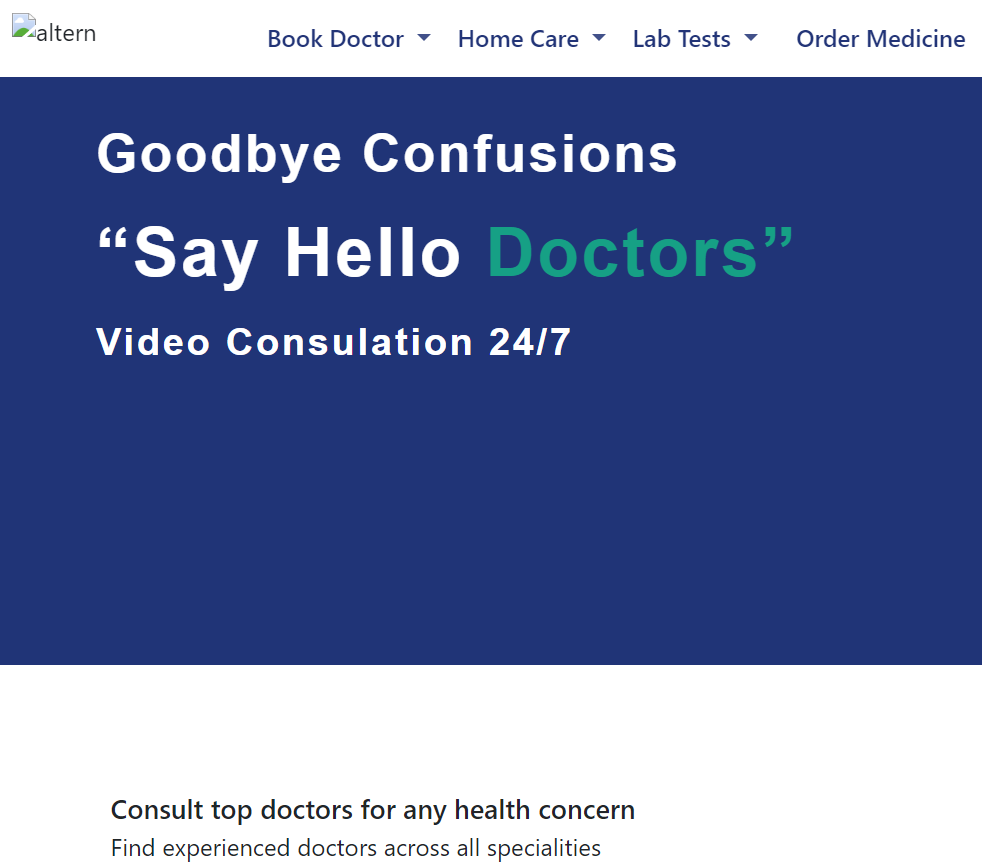 altern
Book Doctor
Home Care
Lab Tests
Order Medicine
Goodbye Confusions
“Say Hello Doctors”
Video Consulation 24/7
Consult top doctors for any health concern
Find experienced doctors across all specialities